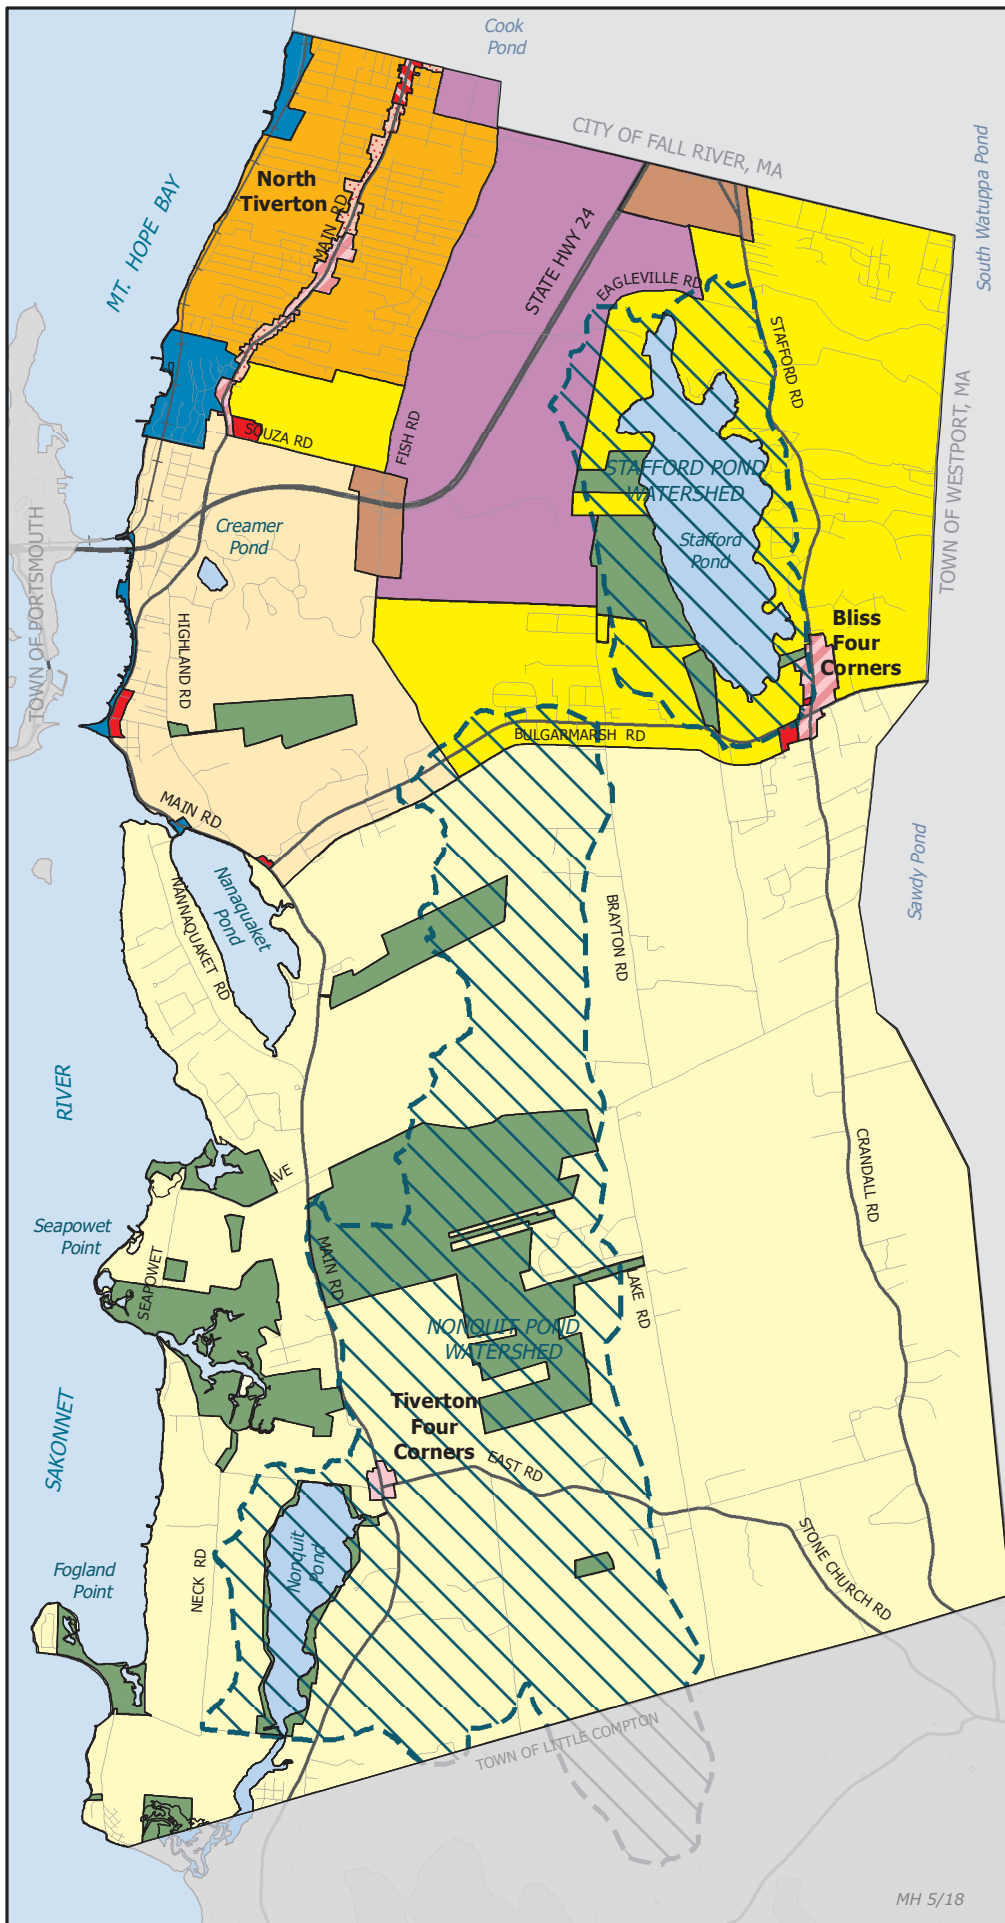 Cook
Pond
CITY OF FALL RIVER, MA
South Watuppa Pond
North
Tiverton
MAIN RD
MT. HOPE BAY
STATE HWY 24
EAGLEVILLE RD
STAFFORD RD
TOWN OF WESTPORT, MA
SOUZA RD
FISH RD
STAFFORD POND
WATERSHED
Stafford
Pond
Creamer
Pond
TOWN OF PORTSMOUTH
HIGHLAND RD
Bliss
Four
Corners
BULGARMARSH RD
MAIN RD
Nanaquaket
Pond
NANNAQUAKET RD
BRAYTON RD
Sawdy Pond
RIVER
CRANDALL RD
AVE
Seapowet
Point
SEAPOWET
MAIN RD
AKE RD
NONQUIT POND
WATERSHED
Tiverton
Four
Corners
SAKONNET
EAST RD
STONE CHURCH RD
Fogland
Point
NECK RD
Nonquit
Pond
TOWN OF LITTLE COMPTON
MH 5/18